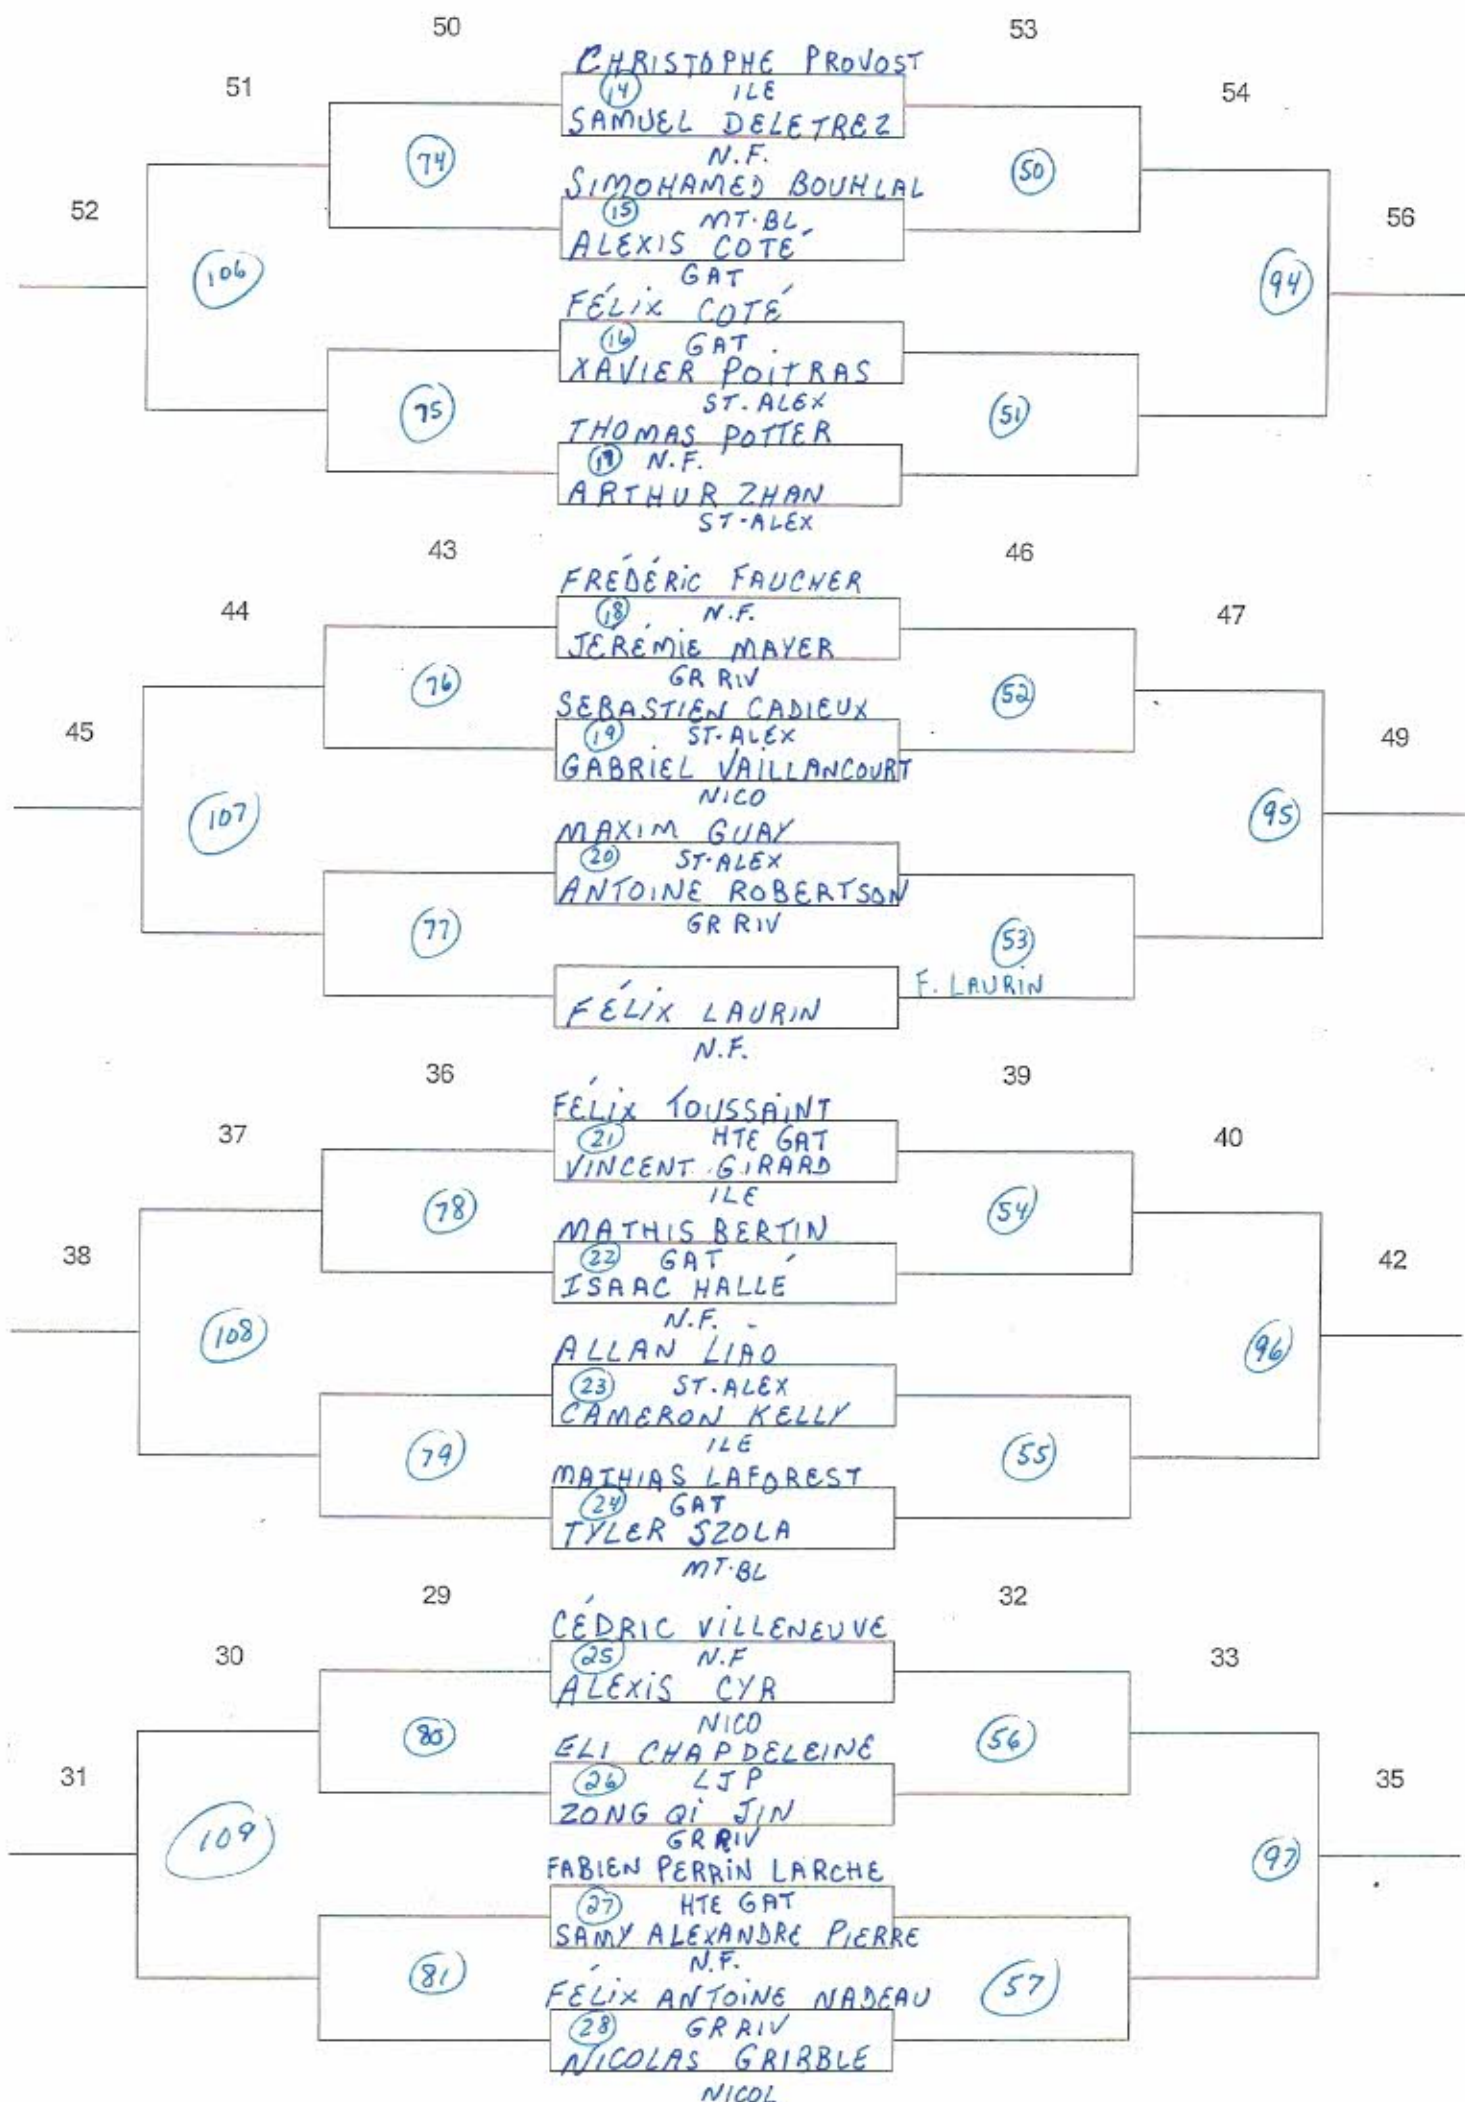 50
53
CHRISTOPHE PROVOST
51
14 ILE
54
SAMUEL DELETREZ
74
N.F.
50
SIMOHAMED BOUHLAL
52
15 MT.BL
56
ALEXIS COTÉ
106
GAT
94
FÉLIX COTÉ
16 GAT
XAVIER POITRAS
75
ST.ALEX
51
THOMAS POTTER
17 N.F.
ARTHUR ZHAN
ST-ALEX
43
46
FRÉDÉRIC FAUCHER
44
18 N.F.
47
JÉRÉMIE MAYER
76
GR RIV
52
SEBASTIEN CADIEUX
45
19 ST-ALEX
49
GABRIEL VAILLANCOURT
NICO
107
95
MAXIM GUAY
20 ST-ALEX
ANTOINE ROBERTSON
77
GR RIV
53
F. LAURIN
FÉLIX LAURIN
N.F.
36
39
FÉLIX TOUSSAINT
37
21 HTE GAT
40
VINCENT GIRARD
78
ILE
54
MATHIS BERTIN
38
22 GAT
42
ISAAC HALLÉ
N.F.
108
96
ALLAN LIAO
23 ST.ALEX
CAMERON KELLY
79
ILE
55
MATHIAS LAFOREST
24 GAT
TYLER SZOLA
MT.BL
29
32
CÉDRIC VILLENEUVE
30
25 N.F
33
ALEXIS CYR
80
NICO
56
ELI CHAPDELEINE
31
26 LJP
35
ZONG QI JIN
109
GR RIV
97
FABIEN PERRIN LARCHE
27 HTE GAT
SAMY ALEXANDRE PIERRE
81
N.F.
57
FÉLIX ANTOINE NADEAU
28 GR RIV
NICOLAS GRIRBLE
NICOL